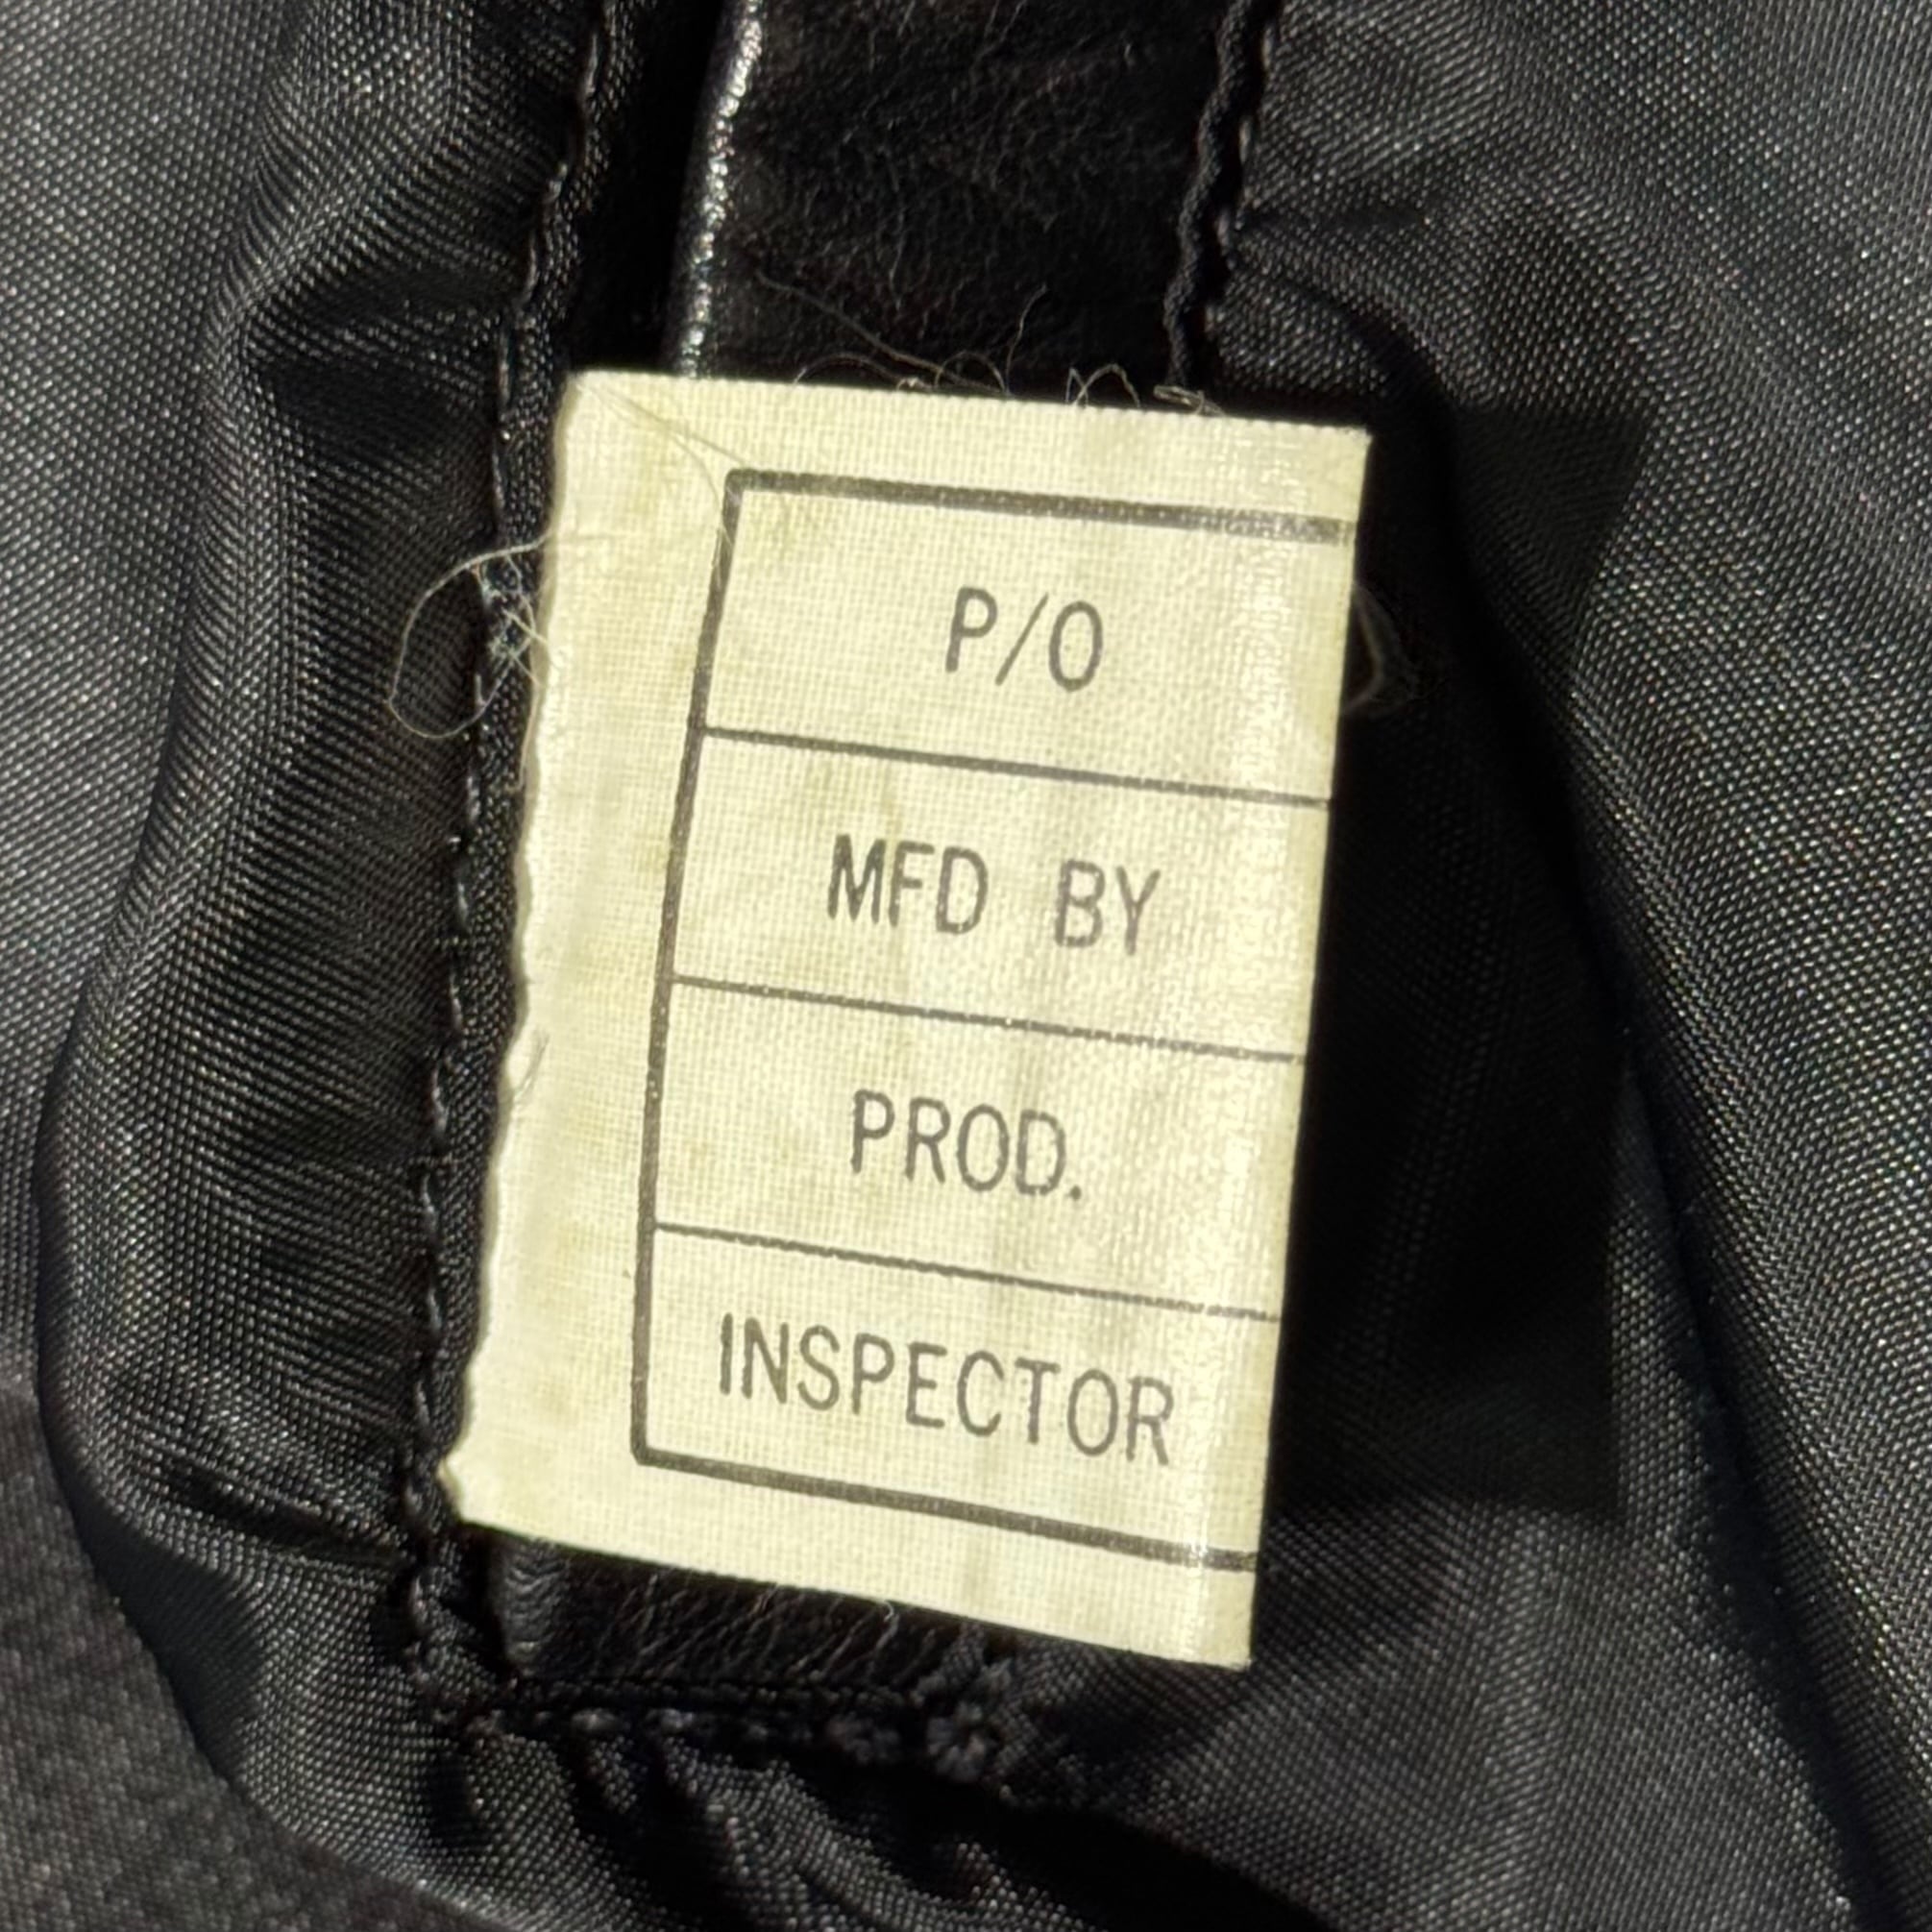 P/O
MFD BY
PROD.
INSPECTOR